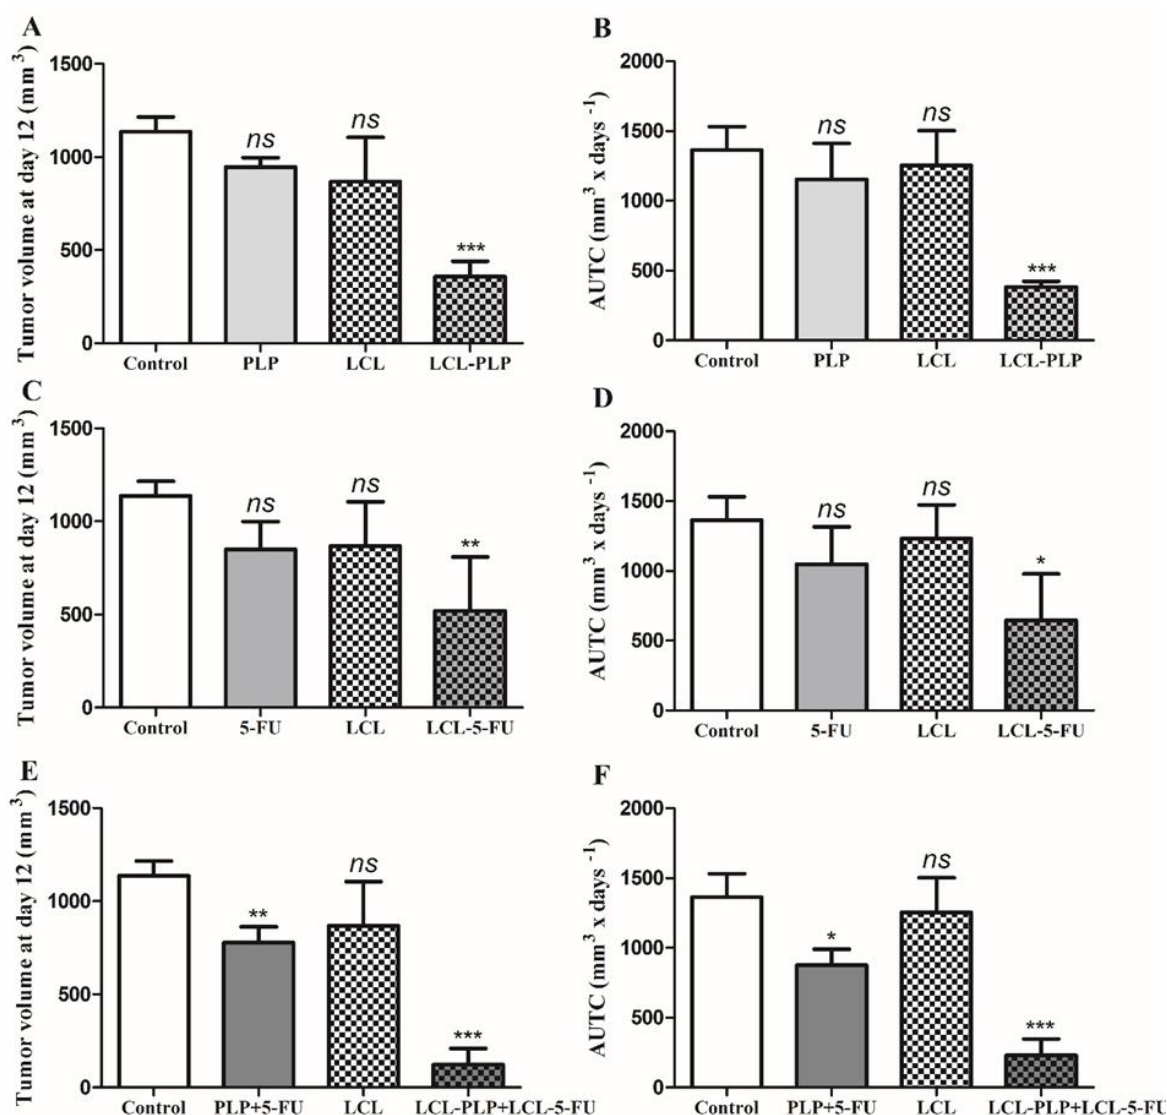 A
Tumor volume at day 12 (mm³)
1500
1000
500
0
ns
ns
***
Control PLP LCL LCL-PLP
B
AUTC (mm³ x days⁻¹)
2000
1500
1000
500
0
ns
ns
***
Control PLP LCL LCL-PLP
C
Tumor volume at day 12 (mm³)
1500
1000
500
0
ns
ns
**
Control 5-FU LCL LCL-5-FU
D
AUTC (mm³ x days⁻¹)
2000
1500
1000
500
0
ns
ns
*
Control 5-FU LCL LCL-5-FU
E
Tumor volume at day 12 (mm³)
1500
1000
500
0
**
ns
***
Control PLP+5-FU LCL LCL-PLP+LCL-5-FU
F
AUTC (mm³ x days⁻¹)
2000
1500
1000
500
0
*
ns
***
Control PLP+5-FU LCL LCL-PLP+LCL-5-FU